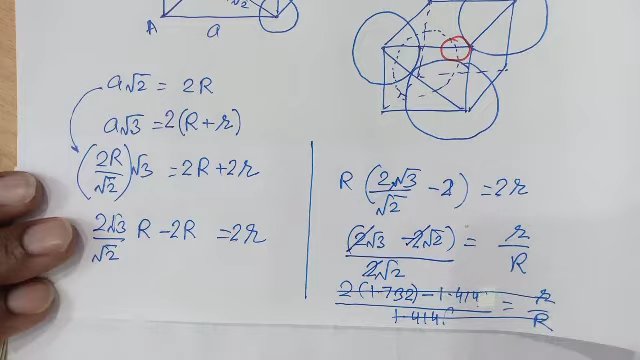 √2
A
a
a√2 = 2R
a√3 = 2(R+r)
(2R/√2)√3 = 2R+2r
2√3/√2 R - 2R = 2r
R (2√3/√2 - 2) = 2r
(2√3 - 2√2)/2√2 = r/R
2(1.732) - 1.414/1.414 = r/R